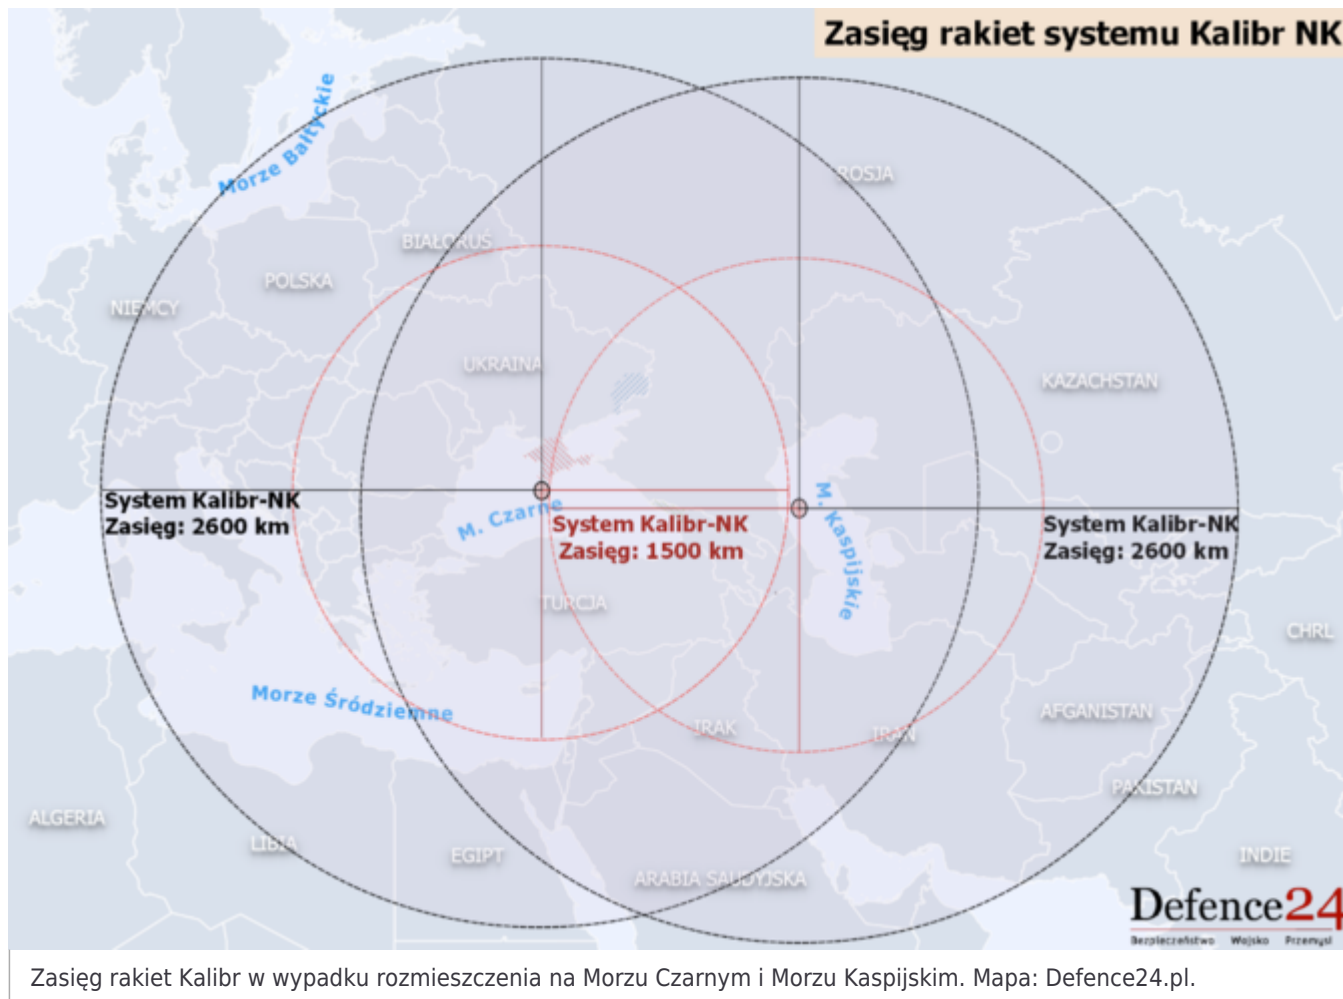 Zasięg rakiet systemu Kalibr NK
Morze Bałtyckie
ROSJA
BIAŁORUŚ
POLSKA
NIEMCY
UKRAINA
KAZACHSTAN
System Kalibr-NK
Zasięg: 2600 km
M. Czarne
System Kalibr-NK
Zasięg: 1500 km
M. Kaspijskie
System Kalibr-NK
Zasięg: 2600 km
TURCJA
CHRL
Morze Śródziemne
IRAK
IRAN
AFGANISTAN
PAKISTAN
ALGERIA
LIBIA
EGIPT
ARABIA SAUDYJSKA
INDIE
Defence24
Bezpieczeństwo Wojsko Przemysł
Zasięg rakiet Kalibr w wypadku rozmieszczenia na Morzu Czarnym i Morzu Kaspijskim. Mapa: Defence24.pl.